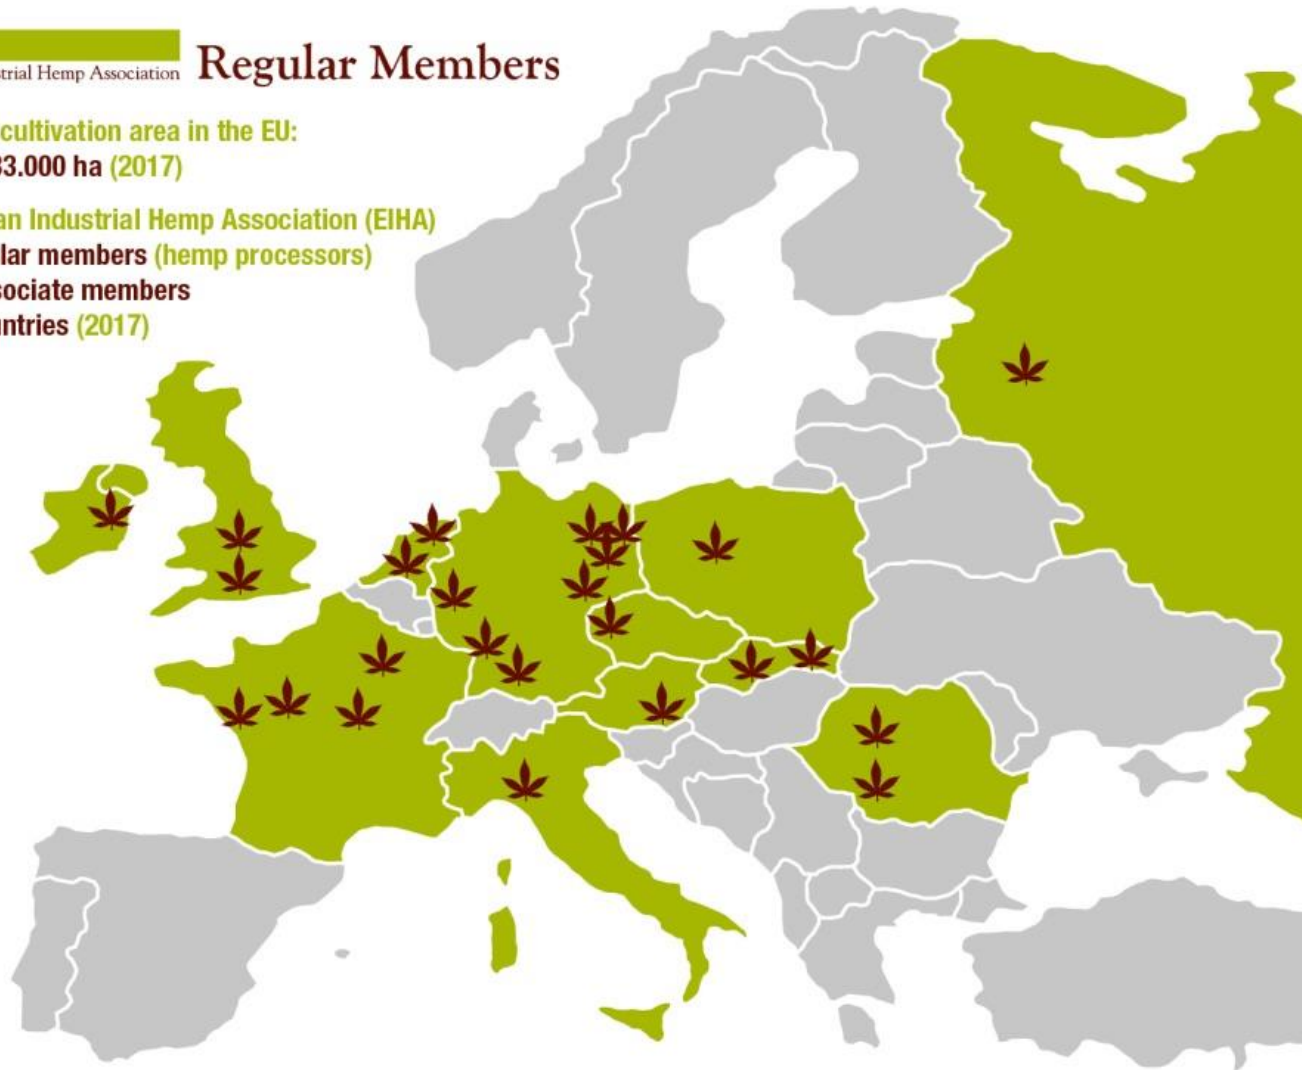 strial Hemp Association Regular Members
cultivation area in the EU:
33.000 ha (2017)
an Industrial Hemp Association (EIHA)
lar members (hemp processors)
sociate members
ntries (2017)